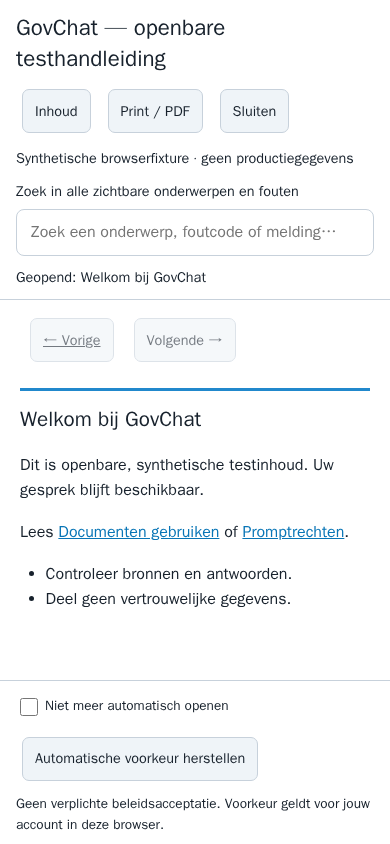 GovChat — openbare
testhandleiding
Inhoud
Print / PDF
Sluiten
Synthetische browserfixture · geen productiegegevens
Zoek in alle zichtbare onderwerpen en fouten
Zoek een onderwerp, foutcode of melding···
Geopend: Welkom bij GovChat
← Vorige
Volgende →
Welkom bij GovChat
Dit is openbare, synthetische testinhoud. Uw
gesprek blijft beschikbaar.
Lees Documenten gebruiken of Promptrechten.
• Controleer bronnen en antwoorden.
• Deel geen vertrouwelijke gegevens.
Niet meer automatisch openen
Automatische voorkeur herstellen
Geen verplichte beleidsacceptatie. Voorkeur geldt voor jouw
account in deze browser.